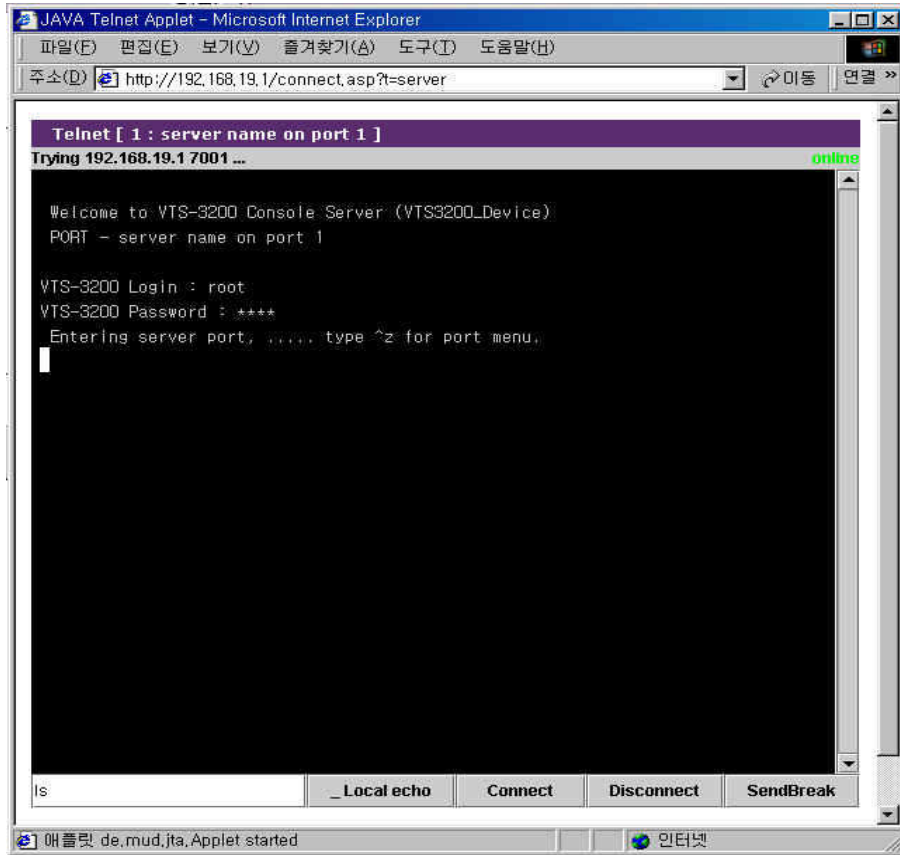 JAVA Telnet Applet - Microsoft Internet Explorer
파일(F) 편집(E) 보기(V) 즐겨찾기(A) 도구(T) 도움말(H)
주소(D) http://192.168.19.1/connect.asp?t=server 이동 연결 »
Telnet [ 1 : server name on port 1 ]
Trying 192.168.19.1 7001 ... online
Welcome to VTS-3200 Console Server (VTS3200_Device)
PORT - server name on port 1
VTS-3200 Login : root
VTS-3200 Password : ****
Entering server port, ..... type ^z for port menu.
ls _ Local echo Connect Disconnect SendBreak
애플릿 de.mud.jta.Applet started 인터넷